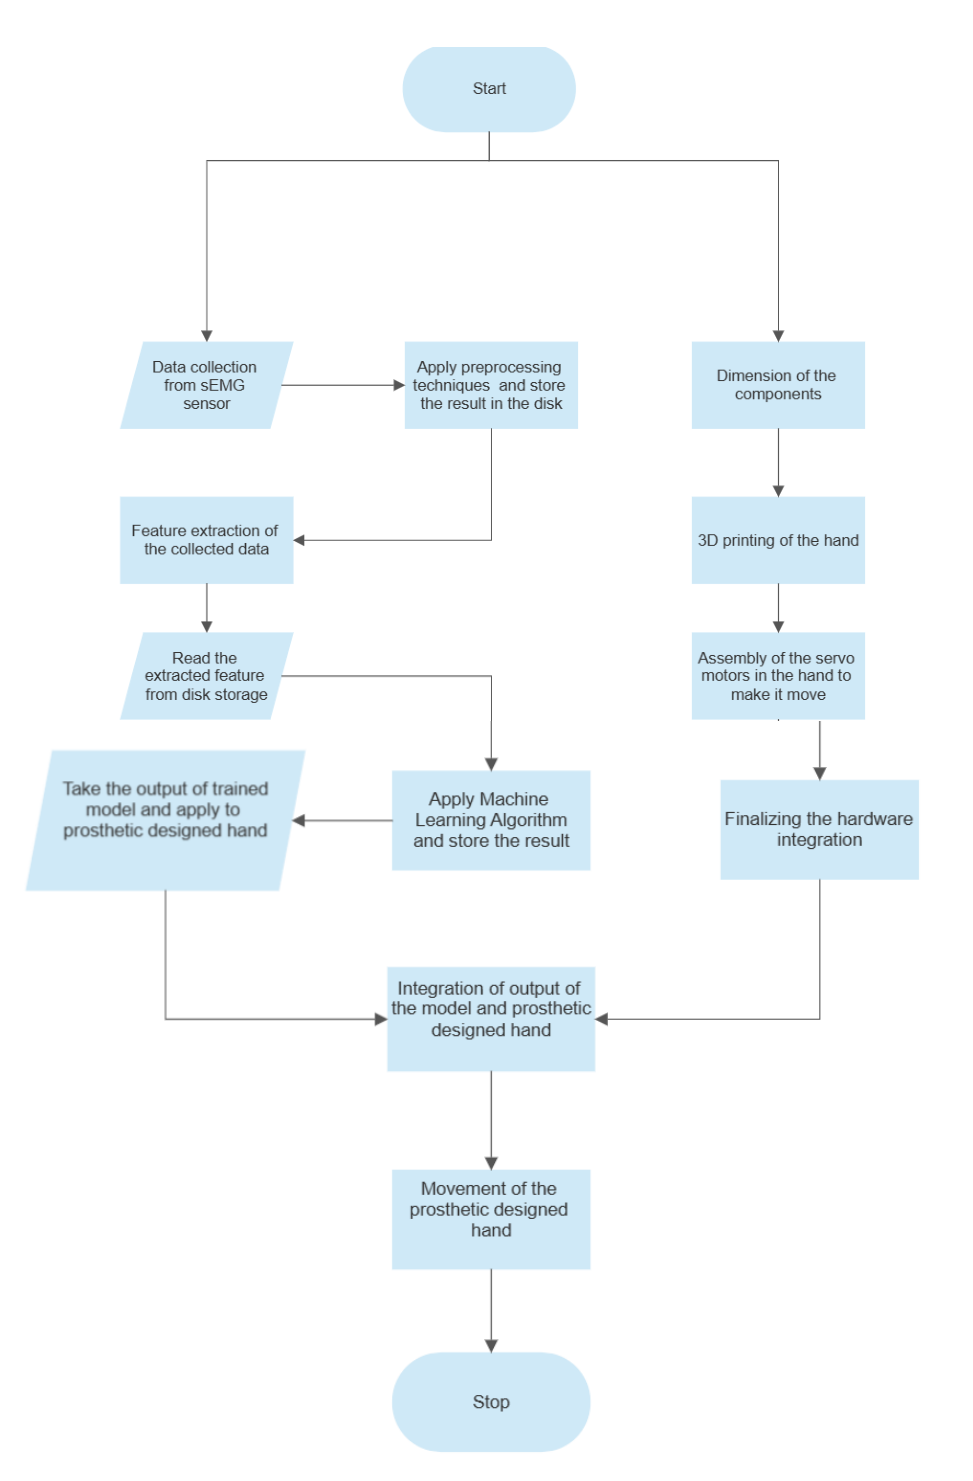 Start
Data collection
from sEMG
sensor
Apply preprocessing
techniques and store
the result in the disk
Dimension of the
components
Feature extraction of
the collected data
3D printing of the hand
Read the
extracted feature
from disk storage
Assembly of the servo
motors in the hand to
make it move
Take the output of trained
model and apply to
prosthetic designed hand
Apply Machine
Learning Algorithm
and store the result
Finalizing the hardware
integration
Integration of output of
the model and prosthetic
designed hand
Movement of the
prosthetic designed
hand
Stop